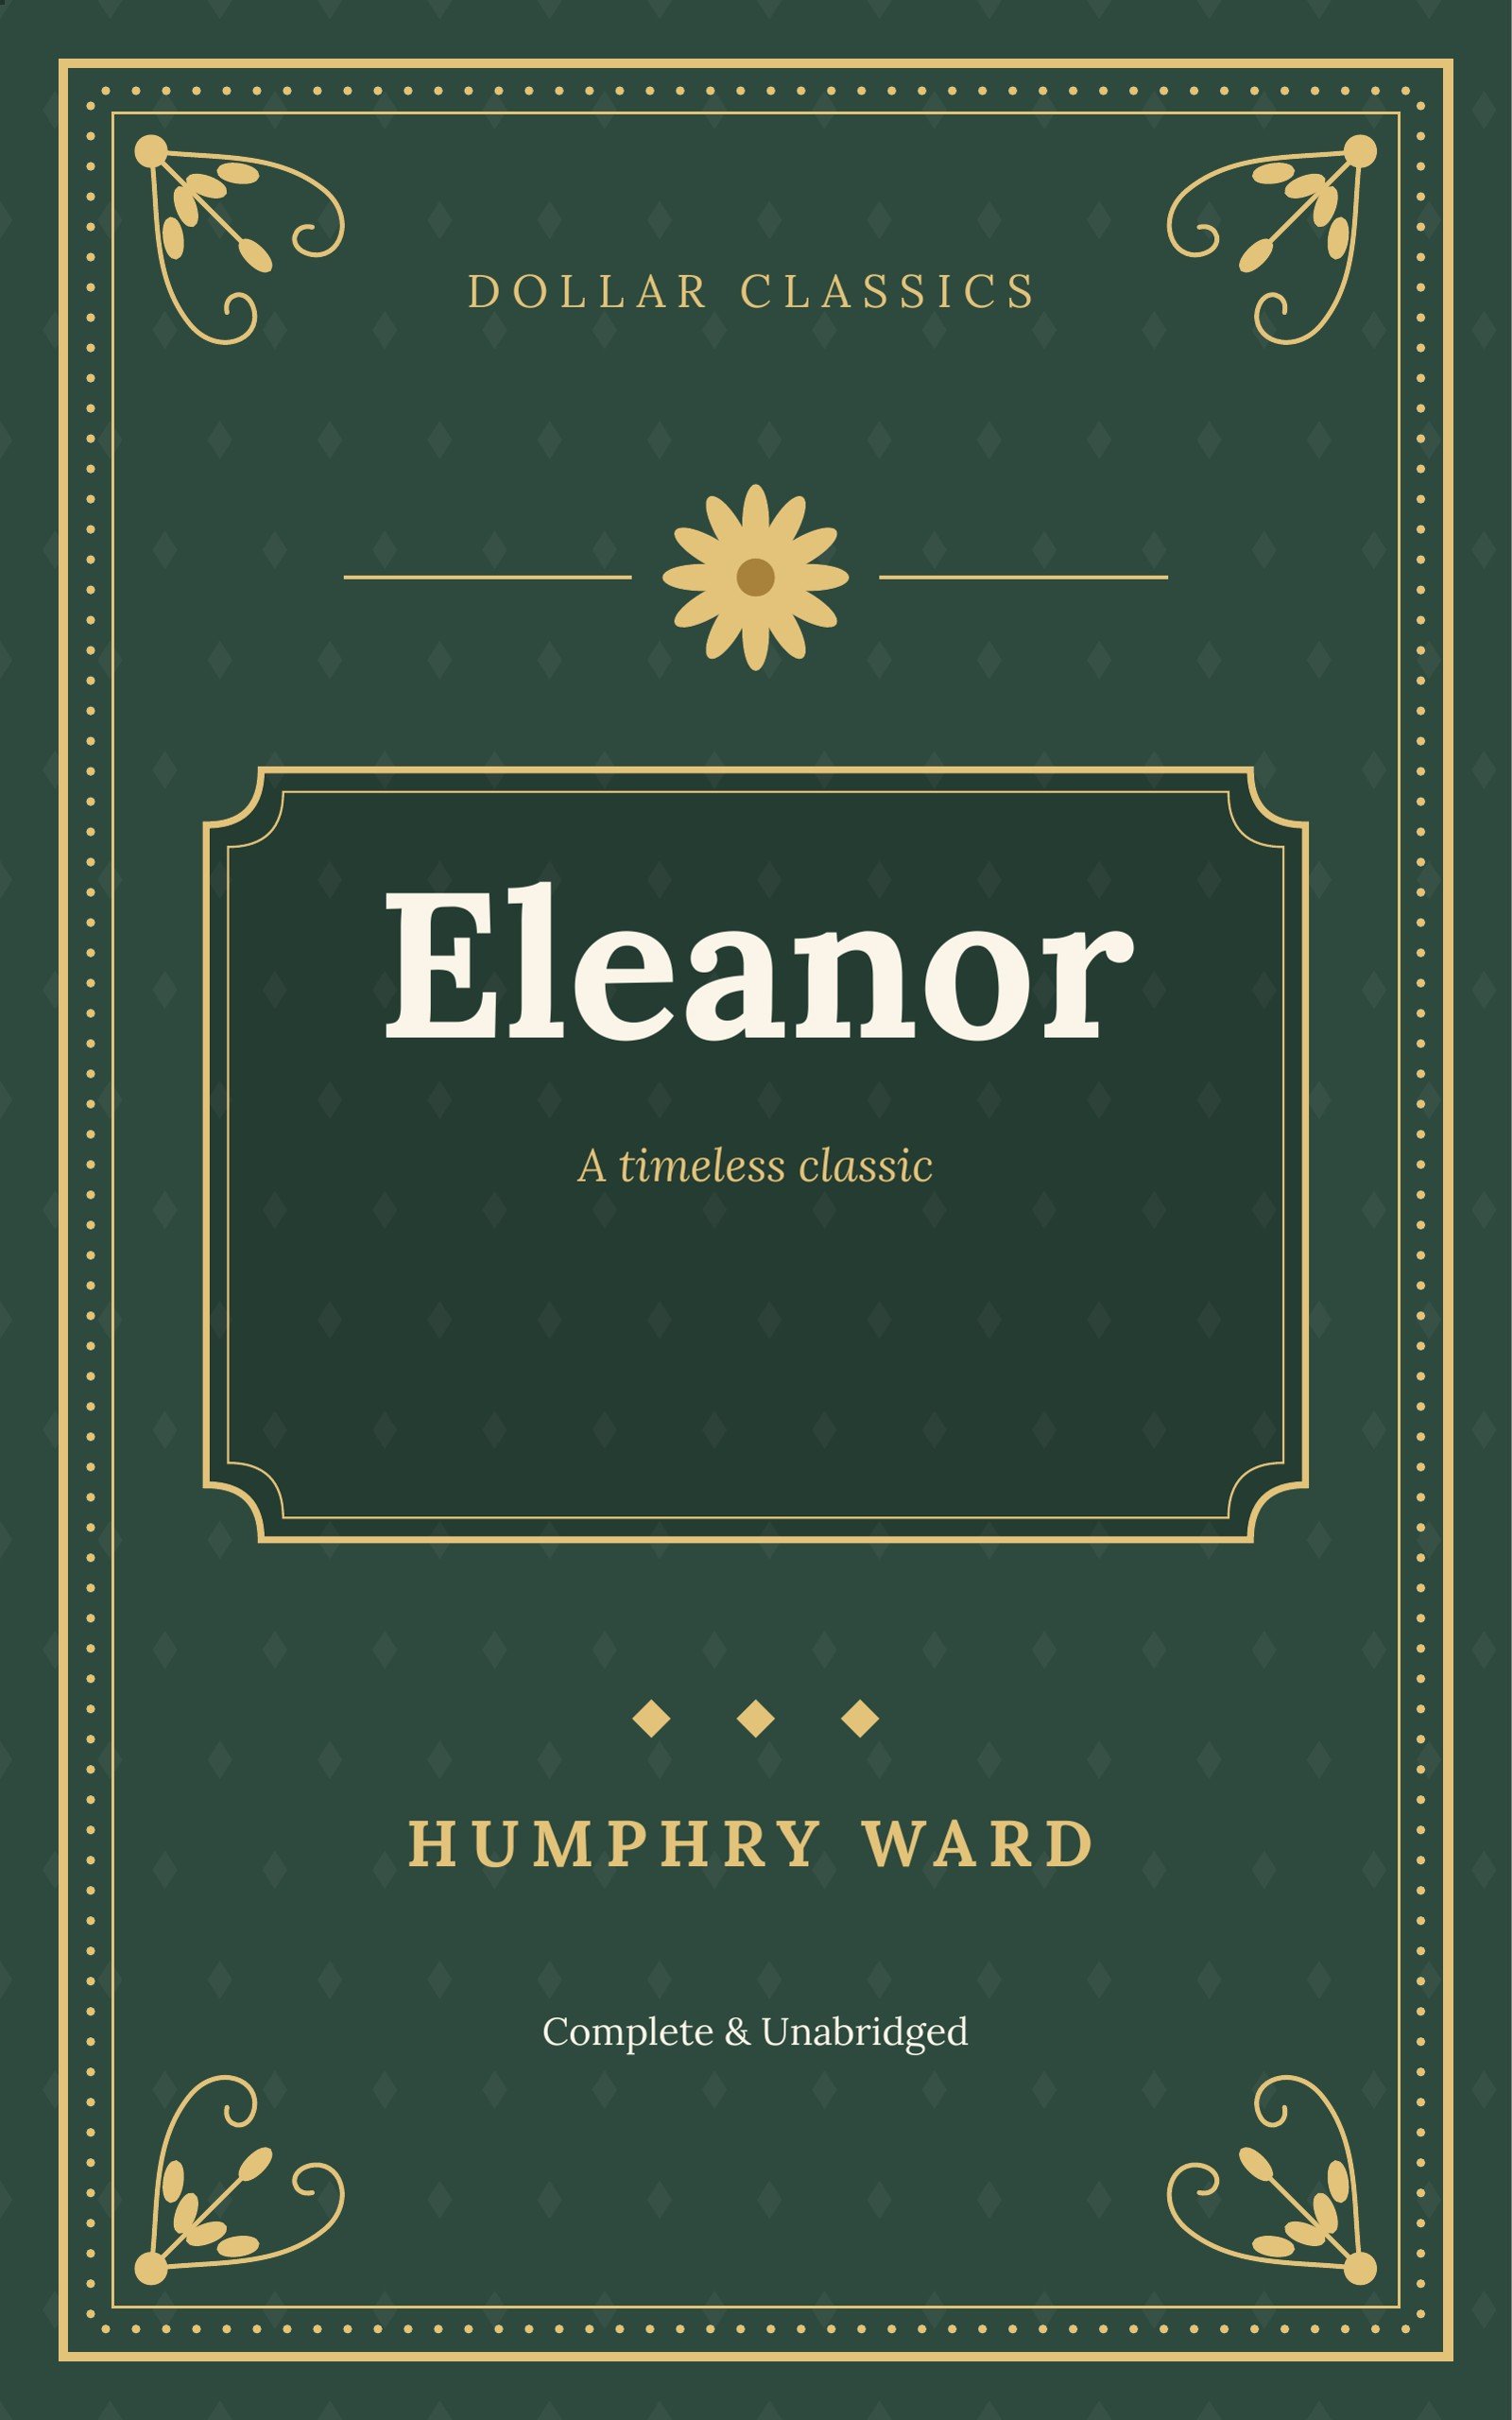 DOLLAR CLASSICS
Eleanor
A timeless classic
HUMPHRY WARD
Complete & Unabridged